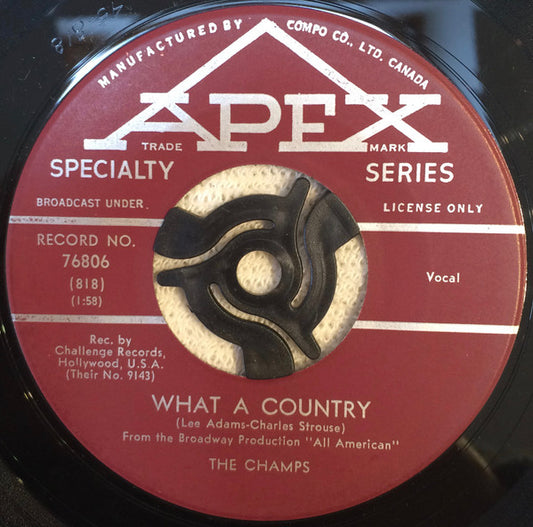 MANUFACTURED BY COMPO CO., LTD. CANADA
APEX
TRADE MARK
SPECIALTY SERIES
BROADCAST UNDER. LICENSE ONLY
RECORD NO.
76806
(818)
(1:58)
Vocal
Rec. by
Challenge Records,
Hollywood, U.S.A.
(Their No. 9143)
WHAT A COUNTRY
(Lee Adams-Charles Strouse)
From the Broadway Production "All American"
THE CHAMPS